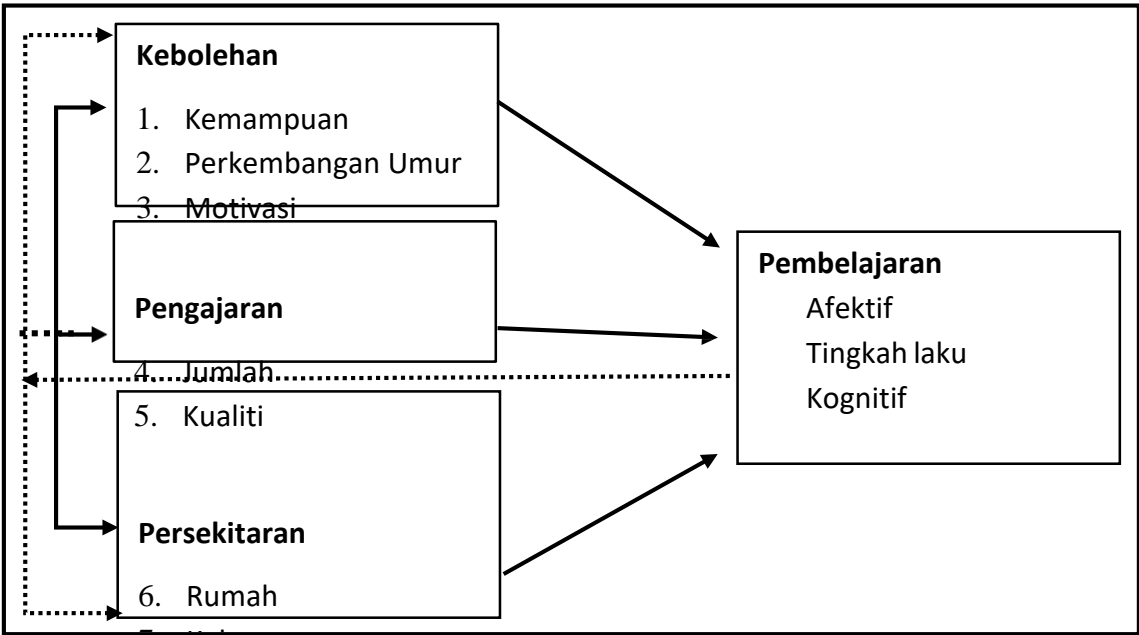 Kebolehan
1. Kemampuan
2. Perkembangan Umur
3. Motivasi
Pengajaran
4. Jumlah
5. Kualiti
Persekitaran
6. Rumah
Pembelajaran
Afektif
Tingkah laku
Kognitif